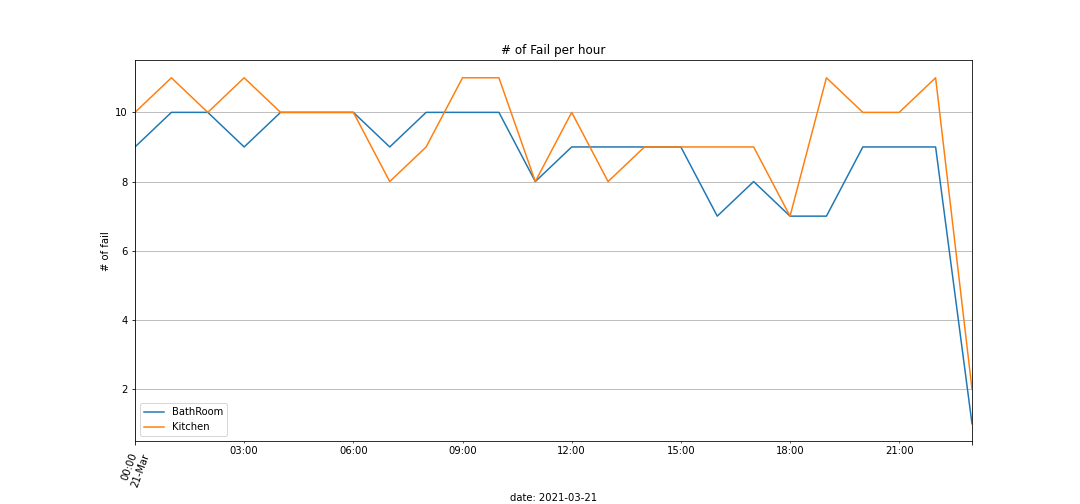 # of Fail per hour
# of fail
10
8
6
4
2
BathRoom
Kitchen
00:00
21-Mar
03:00
06:00
09:00
12:00
15:00
18:00
21:00
date: 2021-03-21